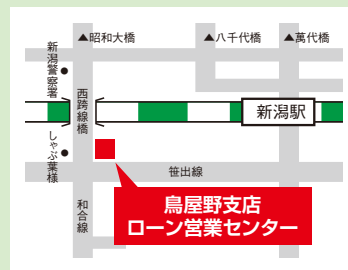 ▲昭和大橋
▲八千代橋
▲萬代橋
新潟警察署
西跨線橋
新潟駅
しゃぶ葉様
笹出線
和合線
鳥屋野支店
ローン営業センター